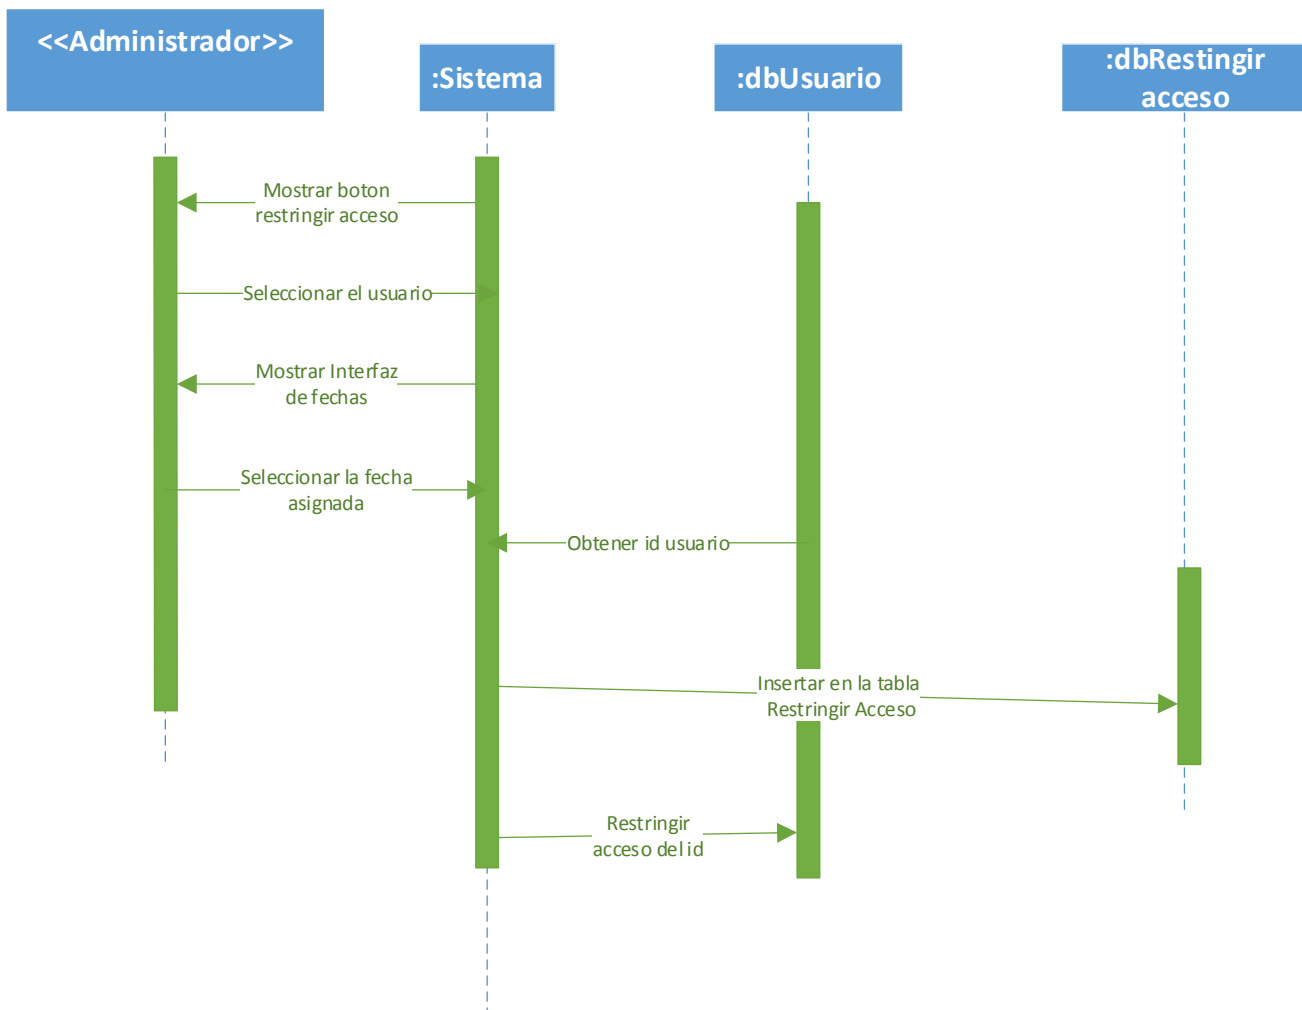 <<Administrador>>
:Sistema
:dbUsuario
:dbRestingir
acceso
Mostrar boton
restringir acceso
Seleccionar el usuario
Mostrar Interfaz
de fechas
Seleccionar la fecha
asignada
Obtener id usuario
Insertar en la tabla
Restringir Acceso
Restringir
acceso del id